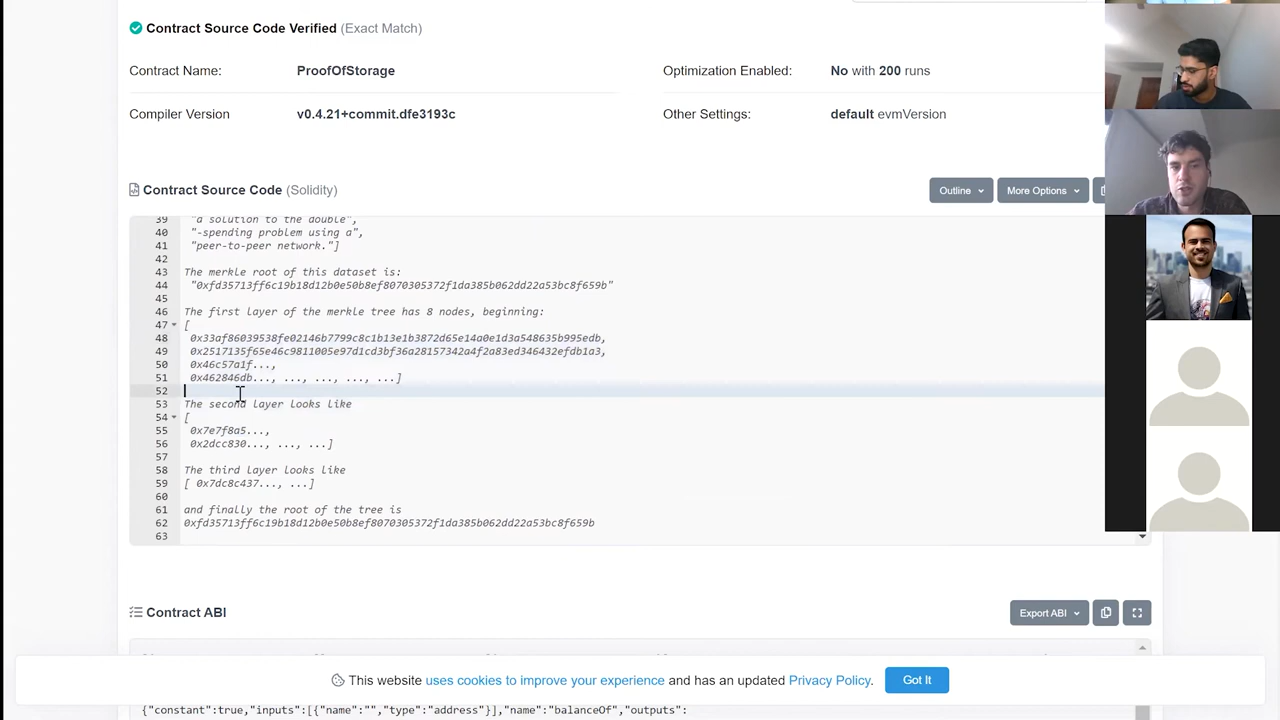 Contract Source Code Verified (Exact Match)
Contract Name: ProofOfStorage Optimization Enabled: No with 200 runs
Compiler Version v0.4.21+commit.dfe3193c Other Settings: default evmVersion
Contract Source Code (Solidity) Outline More Options
39 "a solution to the double",
40 "-spending problem using a",
41 "peer-to-peer network."]
42
43 The merkle root of this dataset is:
44 "0xfd35713ff6c19b18d12b0e50b8ef8070305372f1da385b062dd22a53bc8f659b"
45
46 The first layer of the merkle tree has 8 nodes, beginning:
47 [
48 0x33af86039538fe02146b7799c8c1b13e1b3872d65e14a0e1d3a548635b995edb,
49 0x2517135f65e46c9811005e97d1cd3bf36a28157342a4f2a83ed346432efdb1a3,
50 0x46c57a1f...,
51 0x462846db..., ..., ..., ..., ...]
52
53 The second layer looks like
54 [
55 0x7e7f8a5...,
56 0x2dcc830..., ..., ...]
57
58 The third layer looks like
59 [ 0x7dc8c437..., ...]
60
61 and finally the root of the tree is
62 0xfd35713ff6c19b18d12b0e50b8ef8070305372f1da385b062dd22a53bc8f659b
63
Contract ABI Export ABI
This website uses cookies to improve your experience and has an updated Privacy Policy. Got It
{"constant":true,"inputs":[{"name":"","type":"address"}],"name":"balanceOf","outputs":